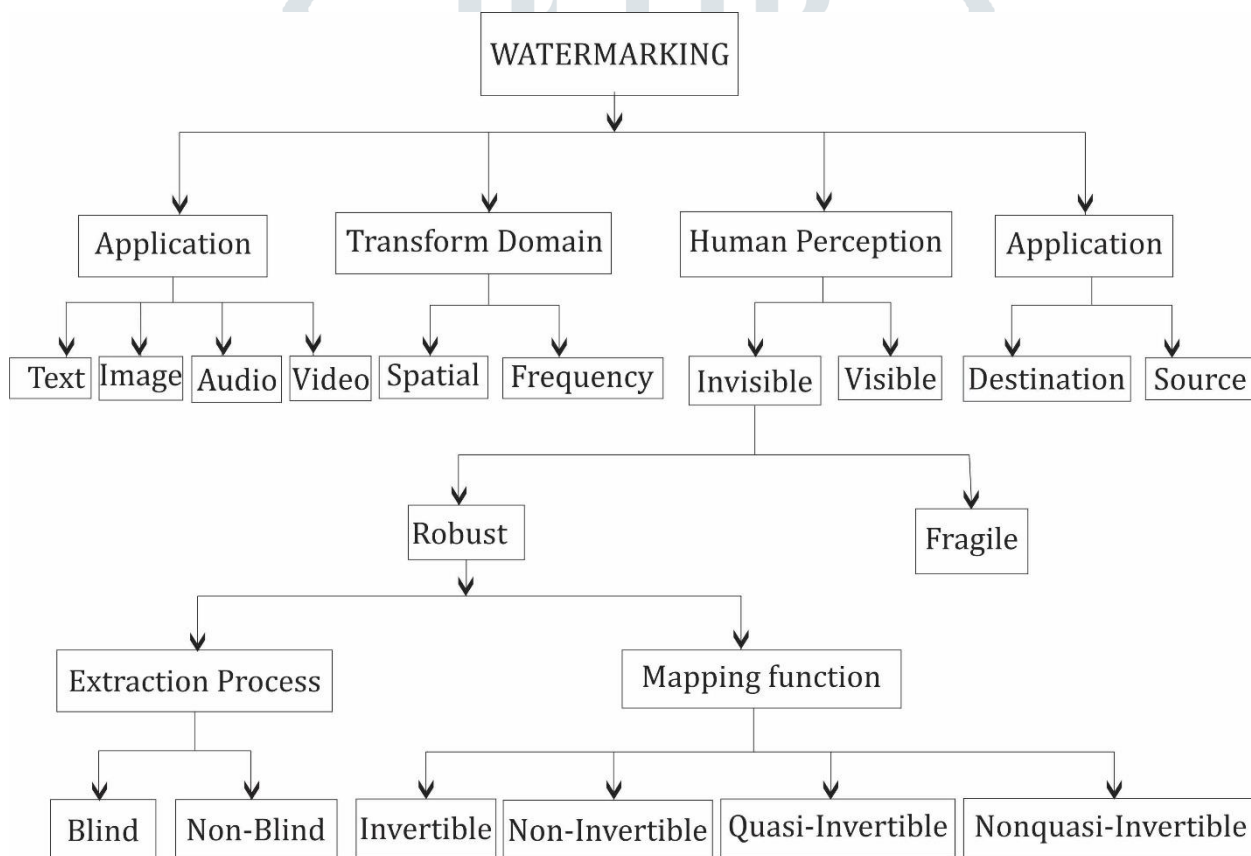 WATERMARKING
Application
Transform Domain
Human Perception
Application
Text
Image
Audio
Video
Spatial
Frequency
Invisible
Visible
Destination
Source
Robust
Fragile
Extraction Process
Mapping function
Blind
Non-Blind
Invertible
Non-Invertible
Quasi-Invertible
Nonquasi-Invertible